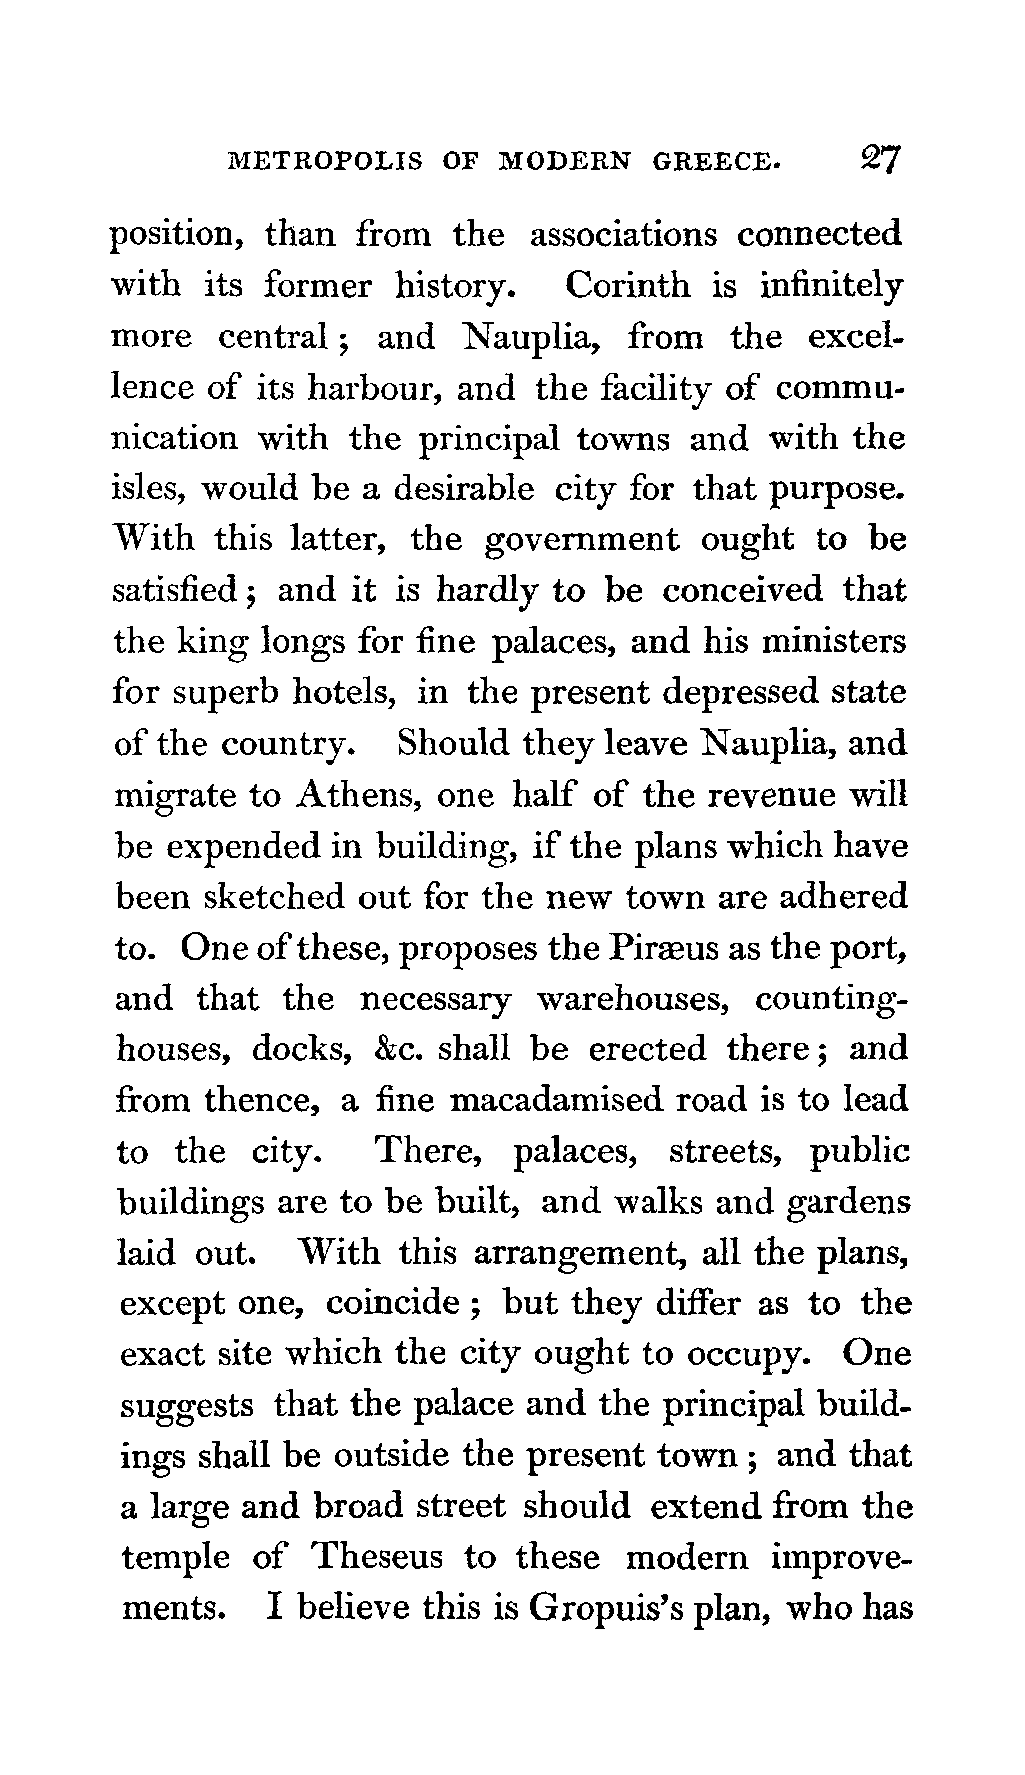 METROPOLIS OF MODERN GREECE. 27
position, than from the associations connected
with its former history. Corinth is infinitely
more central ; and Nauplia, from the excel-
lence of its harbour, and the facility of commu-
nication with the principal towns and with the
isles, would be a desirable city for that purpose.
With this latter, the government ought to be
satisfied ; and it is hardly to be conceived that
the king longs for fine palaces, and his ministers
for superb hotels, in the present depressed state
of the country. Should they leave Nauplia, and
migrate to Athens, one half of the revenue will
be expended in building, if the plans which have
been sketched out for the new town are adhered
to. One of these, proposes the Piræus as the port,
and that the necessary warehouses, counting-
houses, docks, &c. shall be erected there ; and
from thence, a fine macadamised road is to lead
to the city. There, palaces, streets, public
buildings are to be built, and walks and gardens
laid out. With this arrangement, all the plans,
except one, coincide ; but they differ as to the
exact site which the city ought to occupy. One
suggests that the palace and the principal build-
ings shall be outside the present town ; and that
a large and broad street should extend from the
temple of Theseus to these modern improve-
ments. I believe this is Gropuis's plan, who has